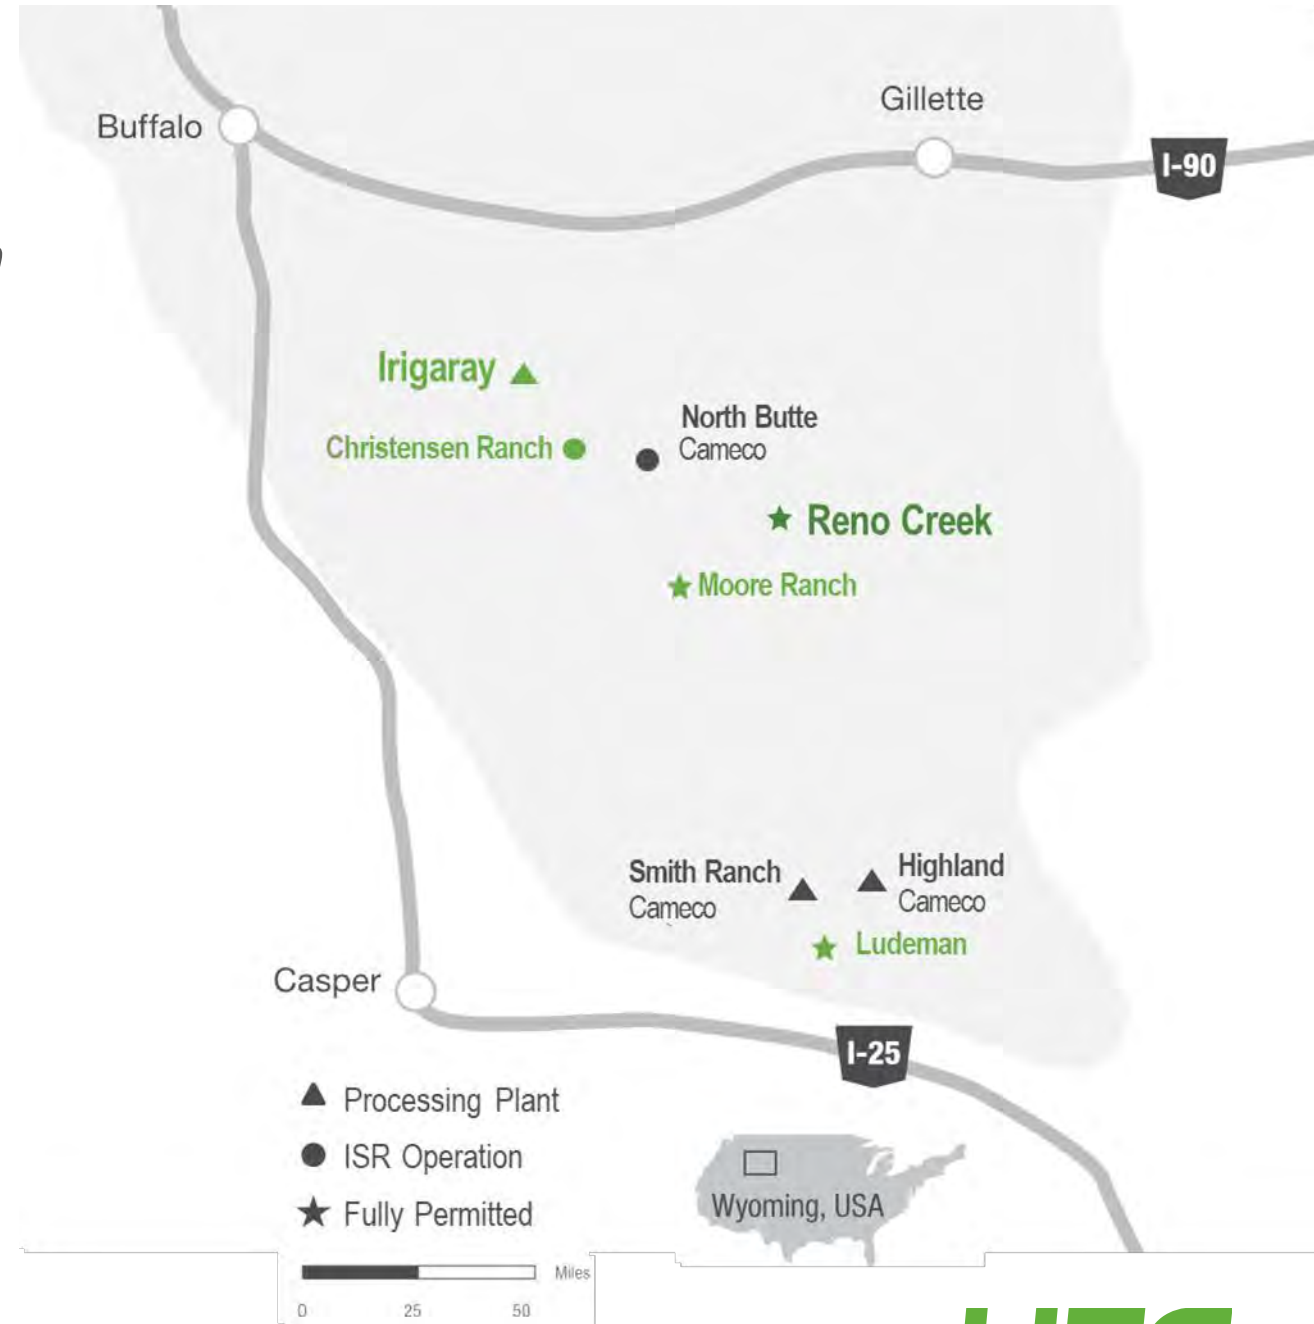 Gillette
Buffalo
I-90
Irigaray
North Butte
Christensen Ranch
Cameco
Reno Creek
Moore Ranch
Smith Ranch
Highland
Cameco
Cameco
Ludeman
Casper
I-25
Processing Plant
ISR Operation
Fully Permitted
Wyoming, USA
Miles
0 25 50